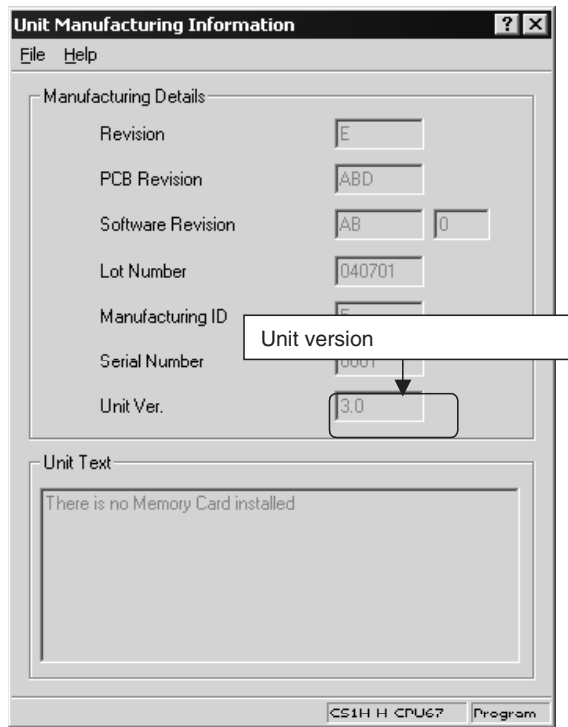 Unit Manufacturing Information
File Help
Manufacturing Details
Revision E
PCB Revision ABD
Software Revision AB 0
Lot Number 040701
Manufacturing ID
Unit version
Serial Number 0001
Unit Ver. 3.0
Unit Text
There is no Memory Card installed
CS1H-H CPU67 Program